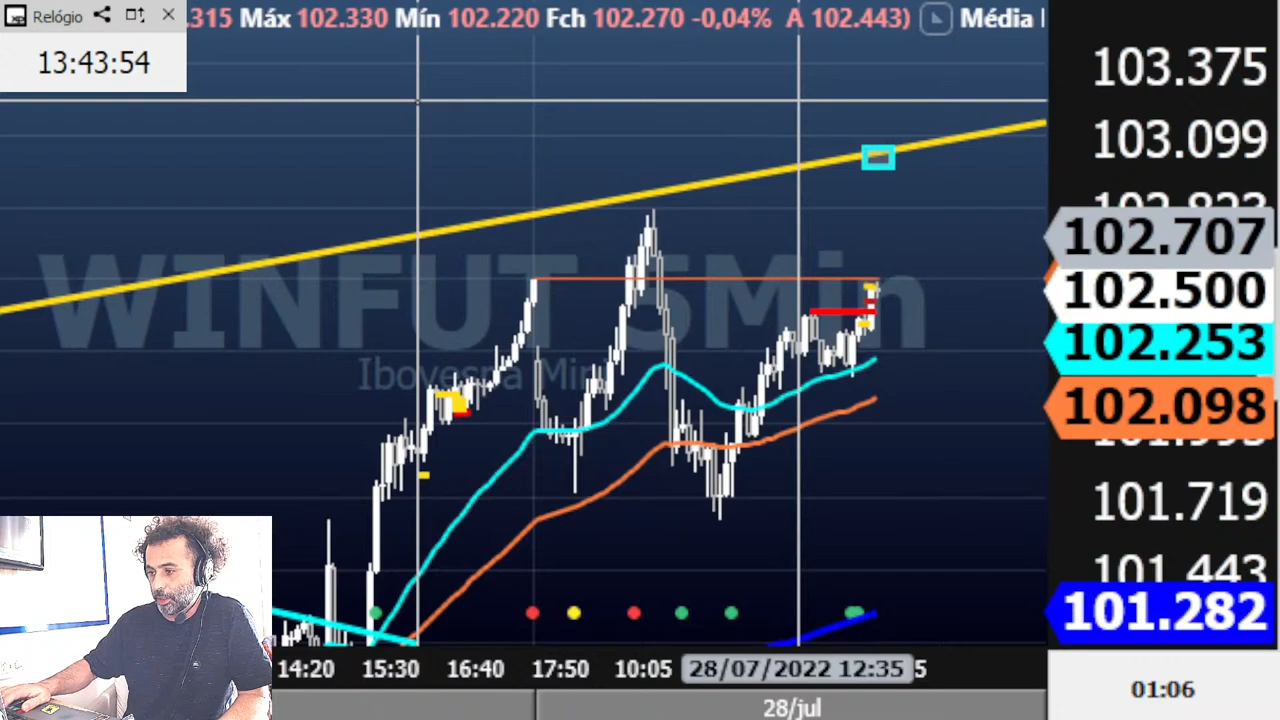 Relógio
.315 Máx 102.330 Mín 102.220 Fch 102.270 -0,04% A 102.443) Média
13:43:54
103.375
103.099
102.707
102.500
102.253
102.098
101.719
101.443
101.282
WINFUT 5Min
14:20 15:30 16:40 17:50 10:05 28/07/2022 12:35 5
28/jul
01:06